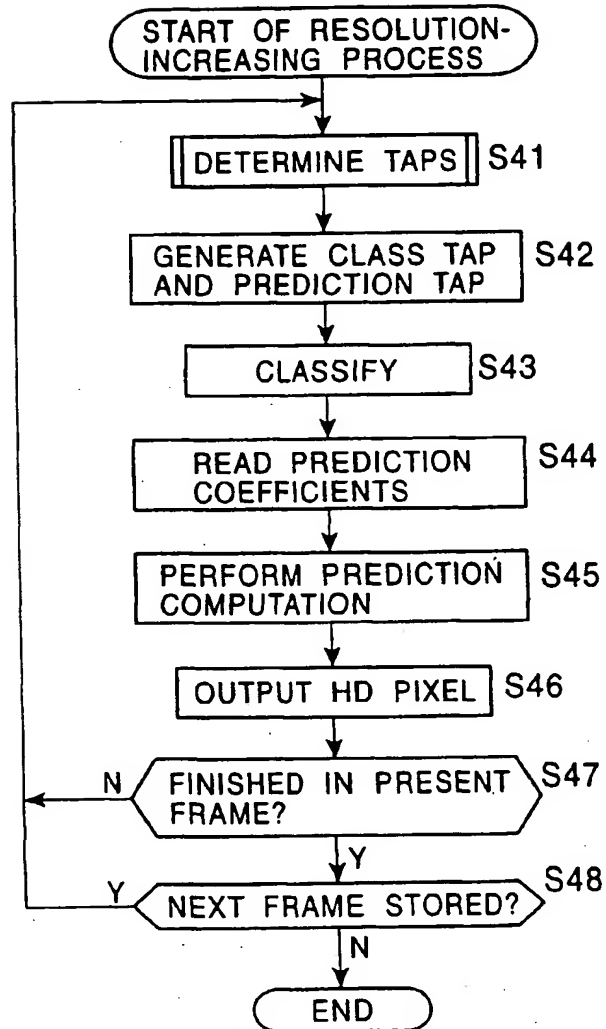 START OF RESOLUTION-
INCREASING PROCESS
DETERMINE TAPS S41
GENERATE CLASS TAP
AND PREDICTION TAP
S42
CLASSIFY S43
READ PREDICTION
COEFFICIENTS
S44
PERFORM PREDICTION
COMPUTATION
S45
OUTPUT HD PIXEL S46
FINISHED IN PRESENT
FRAME?
S47
N
Y
NEXT FRAME STORED?
S48
Y
N
END